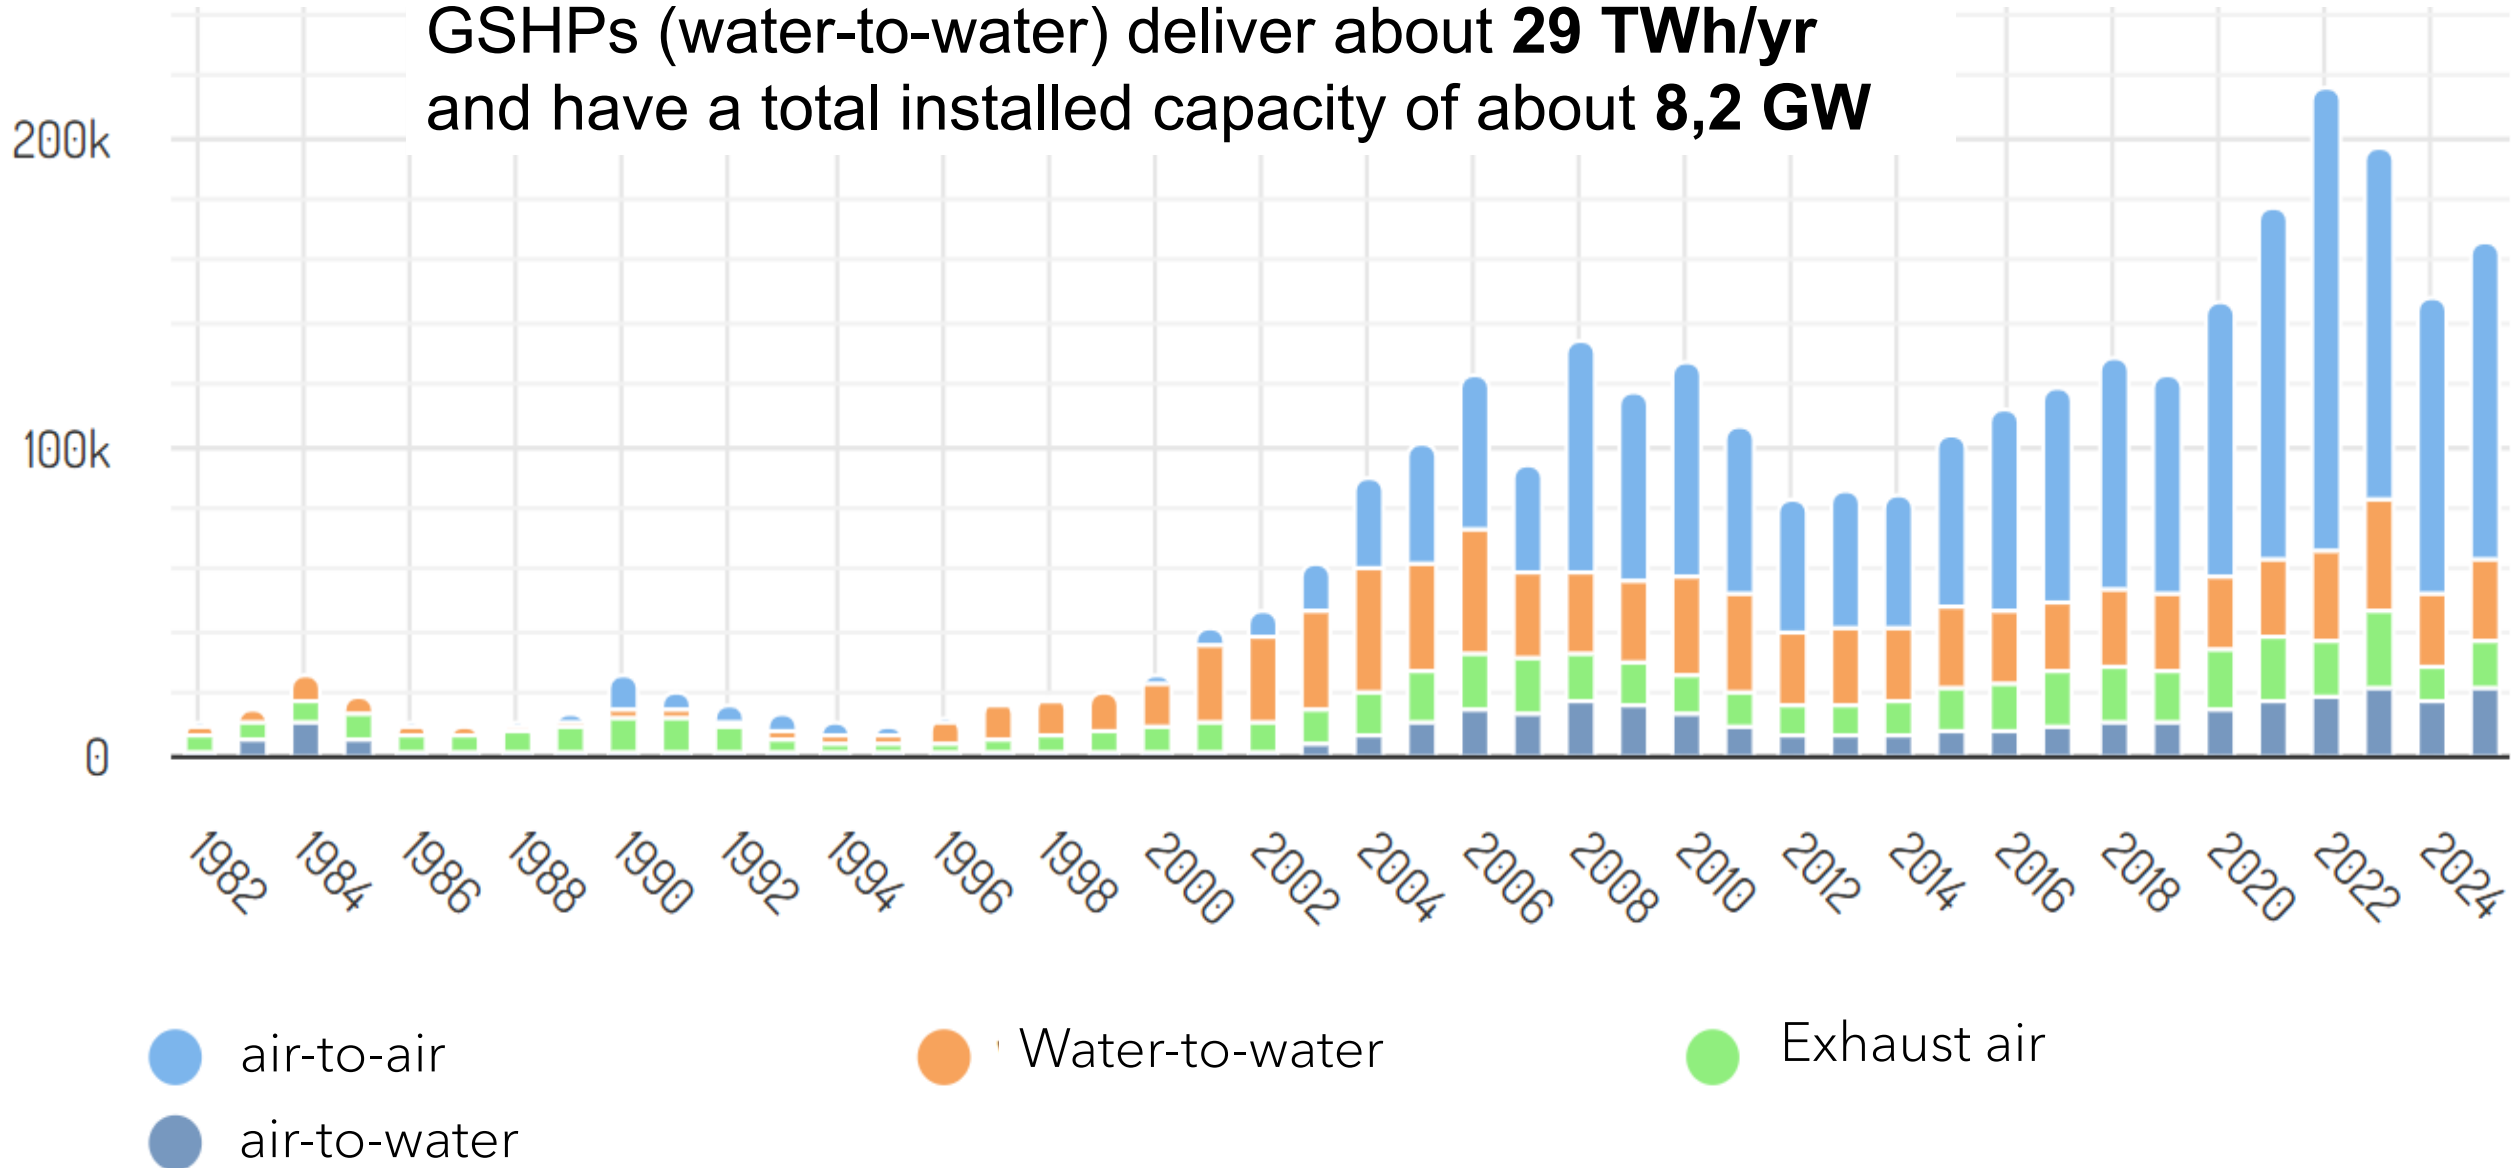 GSHPs (water-to-water) deliver about 29 TWh/yr
and have a total installed capacity of about 8,2 GW
200k
100k
0
1982 1984 1986 1988 1990 1992 1994 1996 1998 2000 2002 2004 2006 2008 2010 2012 2014 2016 2018 2020 2022 2024
air-to-air Water-to-water Exhaust air
air-to-water